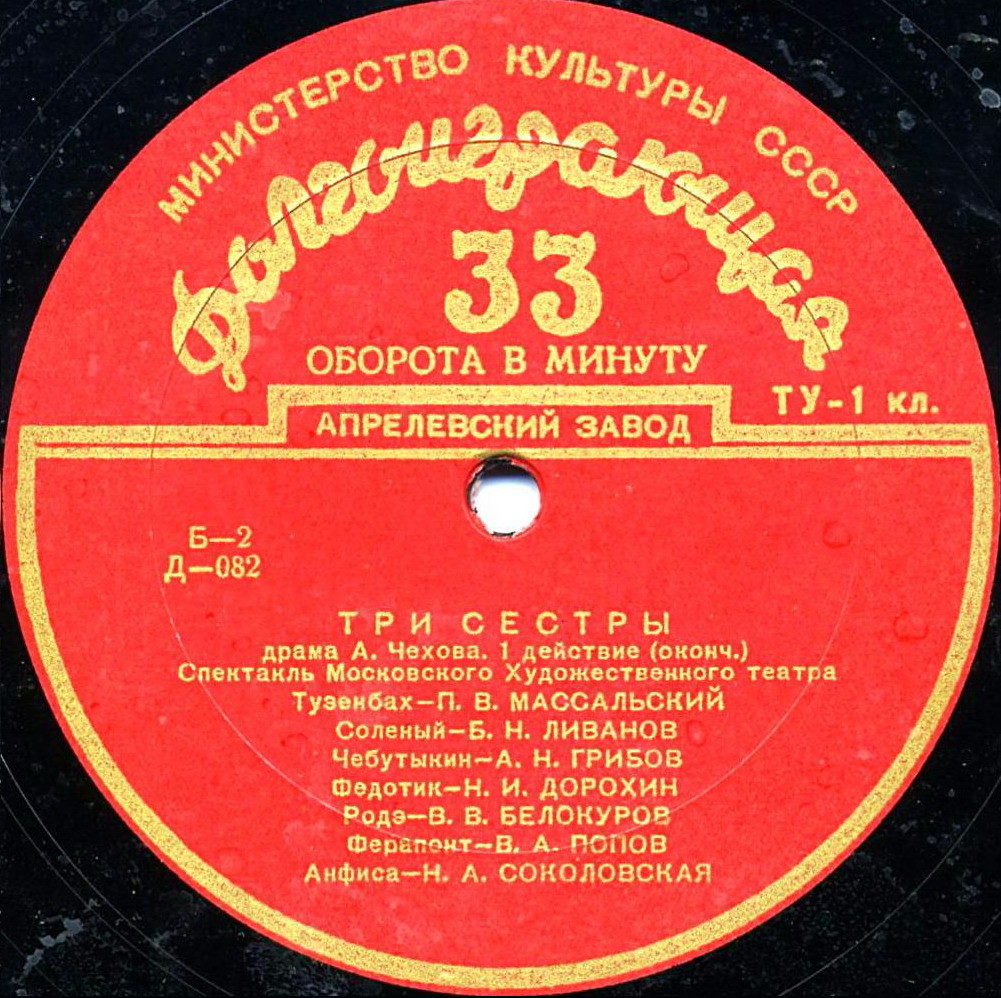 МИНИСТЕРСТВО КУЛЬТУРЫ СССР
Долгоиграющая
33
ОБОРОТА В МИНУТУ
ТУ-1 кл.
АПРЕЛЕВСКИЙ ЗАВОД
Б—2
Д—082
ТРИ СЕСТРЫ
драма А. Чехова. 1 действие (оконч.)
Спектакль Московского Художественного театра
Тузенбах—П. В. МАССАЛЬСКИЙ
Соленый—Б. Н. ЛИВАНОВ
Чебутыкин—А. Н. ГРИБОВ
Федотик—Н. И. ДОРОХИН
Родэ—В. В. БЕЛОКУРОВ
Ферапонт—В. А. ПОПОВ
Анфиса—Н. А. СОКОЛОВСКАЯ